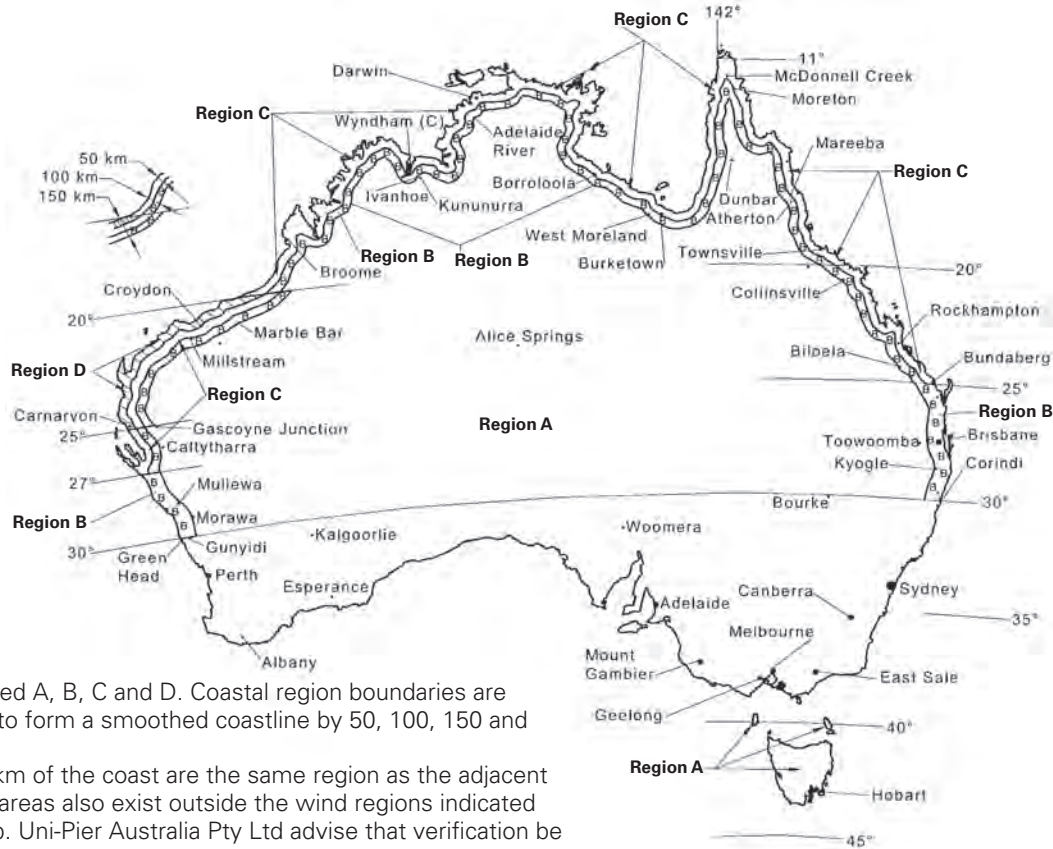 142°
Region C
11°
McDonnell Creek
Darwin
Moreton
Region C
Wyndham (C)
Adelaide
River
Mareeba
50 km
100 km
150 km
Region C
Ivanhoe
Kununurra
Borroloola
Dunbar
Atherton
West Moreland
Region B
Region B
Townsville
Broome
Burketown
20°
Croydon
Collinsville
Rockhampton
20°
Marble Bar
Alice Springs
Millstream
Biloela
Bundaberg
Region D
25°
Region C
Region B
Carnarvon
Gascoyne Junction
Region A
25°
Toowoomba
Brisbane
Callytharra
Kyogle
Corindi
27°
Mullewa
Bourke
30°
Region B
Morawa
Woomera
30°
Kalgoorlie
Green
Head
Gunyidi
Perth
Esperance
Canberra
Sydney
Adelaide
35°
Melbourne
Albany
Mount
Gambier
East Sale
ed A, B, C and D. Coastal region boundaries are
to form a smoothed coastline by 50, 100, 150 and
Geelong
40°
km of the coast are the same region as the adjacent
Region A
areas also exist outside the wind regions indicated
Hobart
o. Uni-Pier Australia Pty Ltd advise that verification be
45°
B B B B B B B B B B B B B B B B B B B B B B B B B B B B B B B B B B B B B B B B B B B B B B B B B B B B